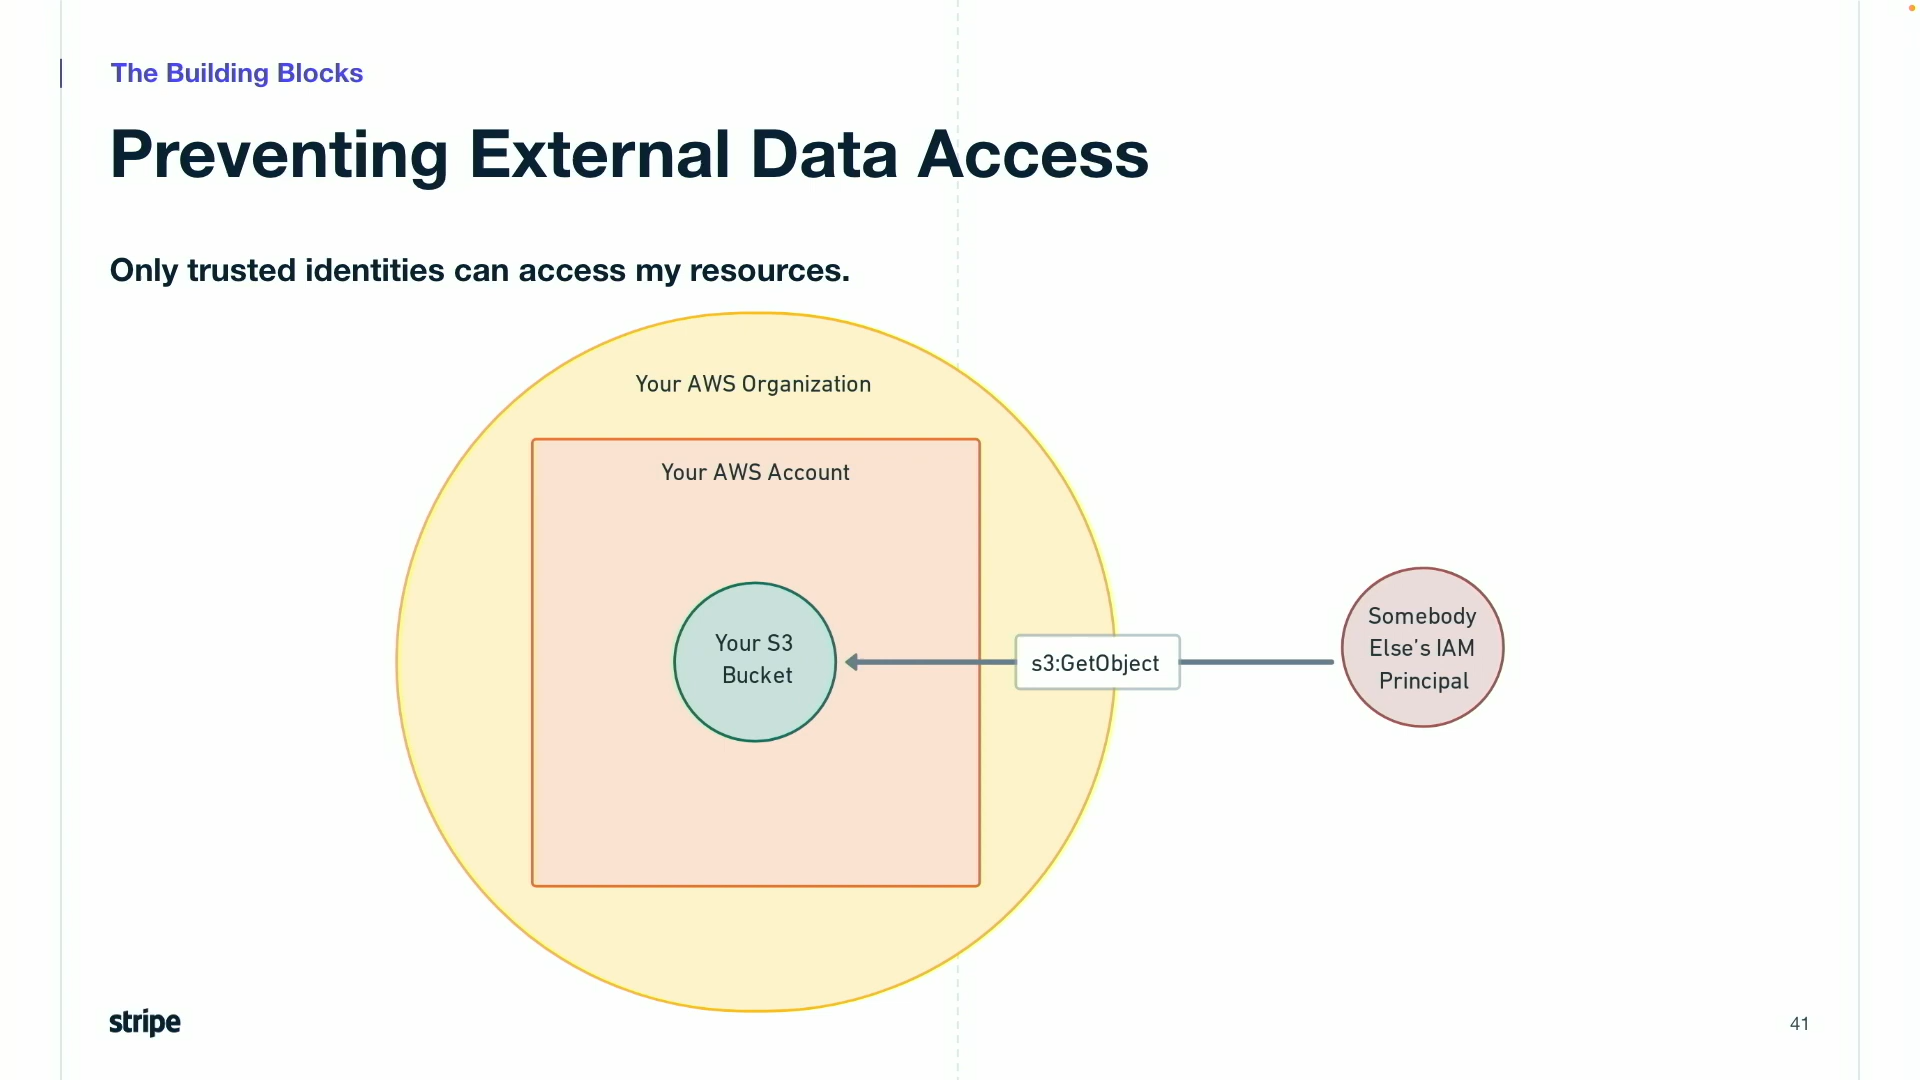 The Building Blocks
Preventing External Data Access
Only trusted identities can access my resources.
Your AWS Organization
Your AWS Account
Your S3
Bucket
s3:GetObject
Somebody
Else's IAM
Principal
stripe
41